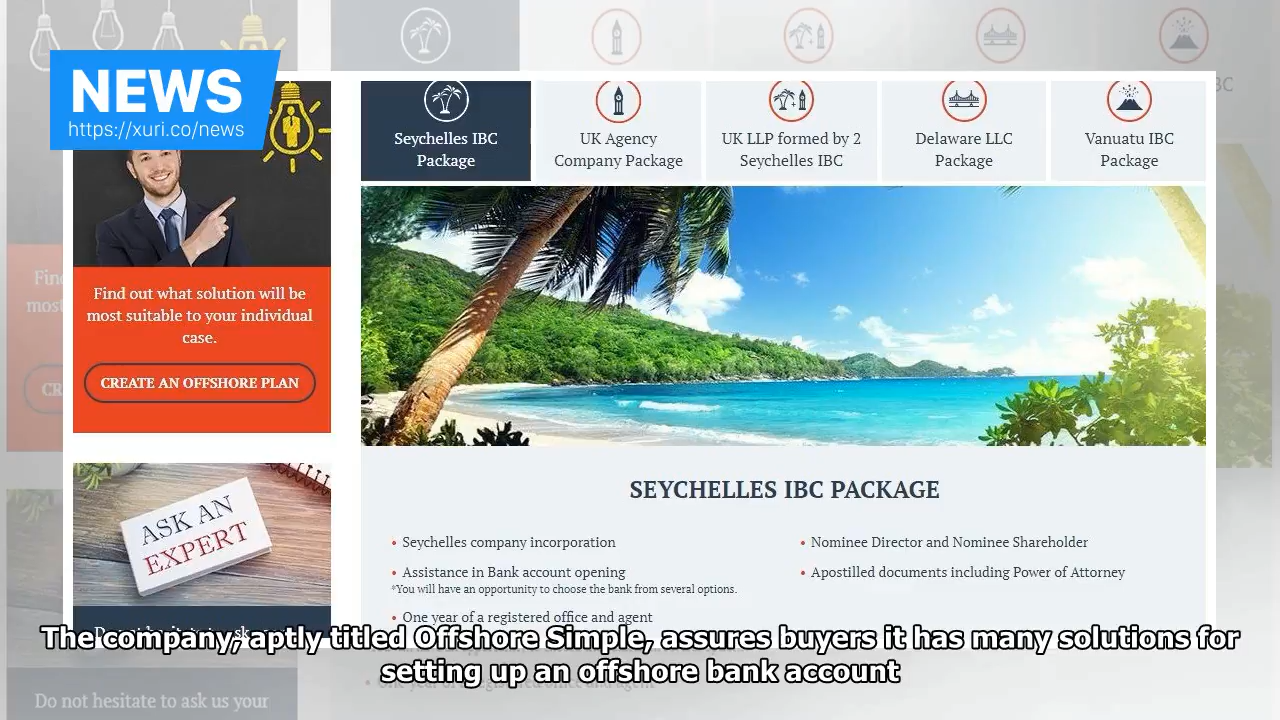 NEWS
https://xuri.co/news
Seychelles IBC
Package
UK Agency
Company Package
UK LLP formed by 2
Seychelles IBC
Delaware LLC
Package
Vanuatu IBC
Package
Find out what solution will be
most suitable to your individual
case.
CREATE AN OFFSHORE PLAN
ASK AN
EXPERT
SEYCHELLES IBC PACKAGE
• Seychelles company incorporation
• Assistance in Bank account opening
*You will have an opportunity to choose the bank from several options.
• One year of a registered office and agent
• Nominee Director and Nominee Shareholder
• Apostilled documents including Power of Attorney
The company, aptly titled Offshore Simple, assures buyers it has many solutions for
setting up an offshore bank account
Do not hesitate to ask us your